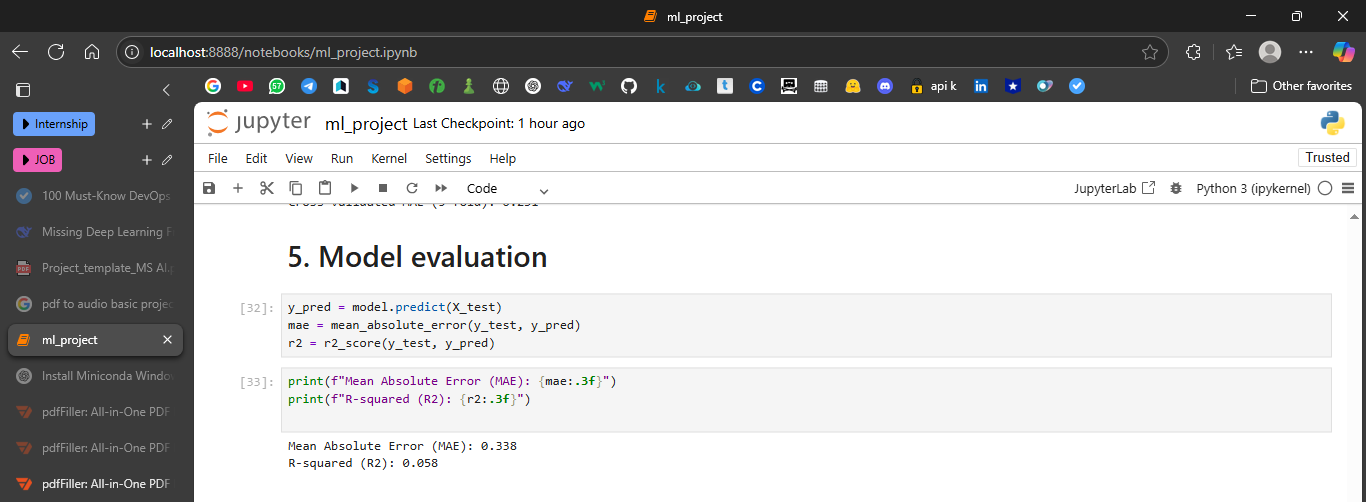 ml_project
localhost:8888/notebooks/ml_project.ipynb
57
api k
Other favorites
Internship
JOB
100 Must-Know DevOps
Missing Deep Learning F
Project_template_MS AI.p
pdf to audio basic projec
ml_project
Install Miniconda Windo
pdfFiller: All-in-One PDF
pdfFiller: All-in-One PDF
pdfFiller: All-in-One PDF
jupyter ml_project Last Checkpoint: 1 hour ago
File Edit View Run Kernel Settings Help
Trusted
Code
JupyterLab
Python 3 (ipykernel)
5. Model evaluation
[32]:
y_pred = model.predict(X_test)
mae = mean_absolute_error(y_test, y_pred)
r2 = r2_score(y_test, y_pred)
[33]:
print(f"Mean Absolute Error (MAE): {mae:.3f}")
print(f"R-squared (R2): {r2:.3f}")
Mean Absolute Error (MAE): 0.338
R-squared (R2): 0.058